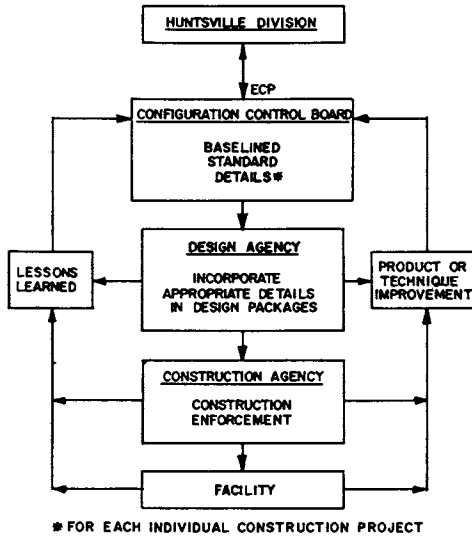 HUNTSVILLE DIVISION
ECP
CONFIGURATION CONTROL BOARD
BASELINED
STANDARD
DETAILS*
DESIGN AGENCY
INCORPORATE
APPROPRIATE DETAILS
IN DESIGN PACKAGES
LESSONS
LEARNED
PRODUCT OR
TECHNIQUE
IMPROVEMENT
CONSTRUCTION AGENCY
CONSTRUCTION
ENFORCEMENT
FACILITY
* FOR EACH INDIVIDUAL CONSTRUCTION PROJECT